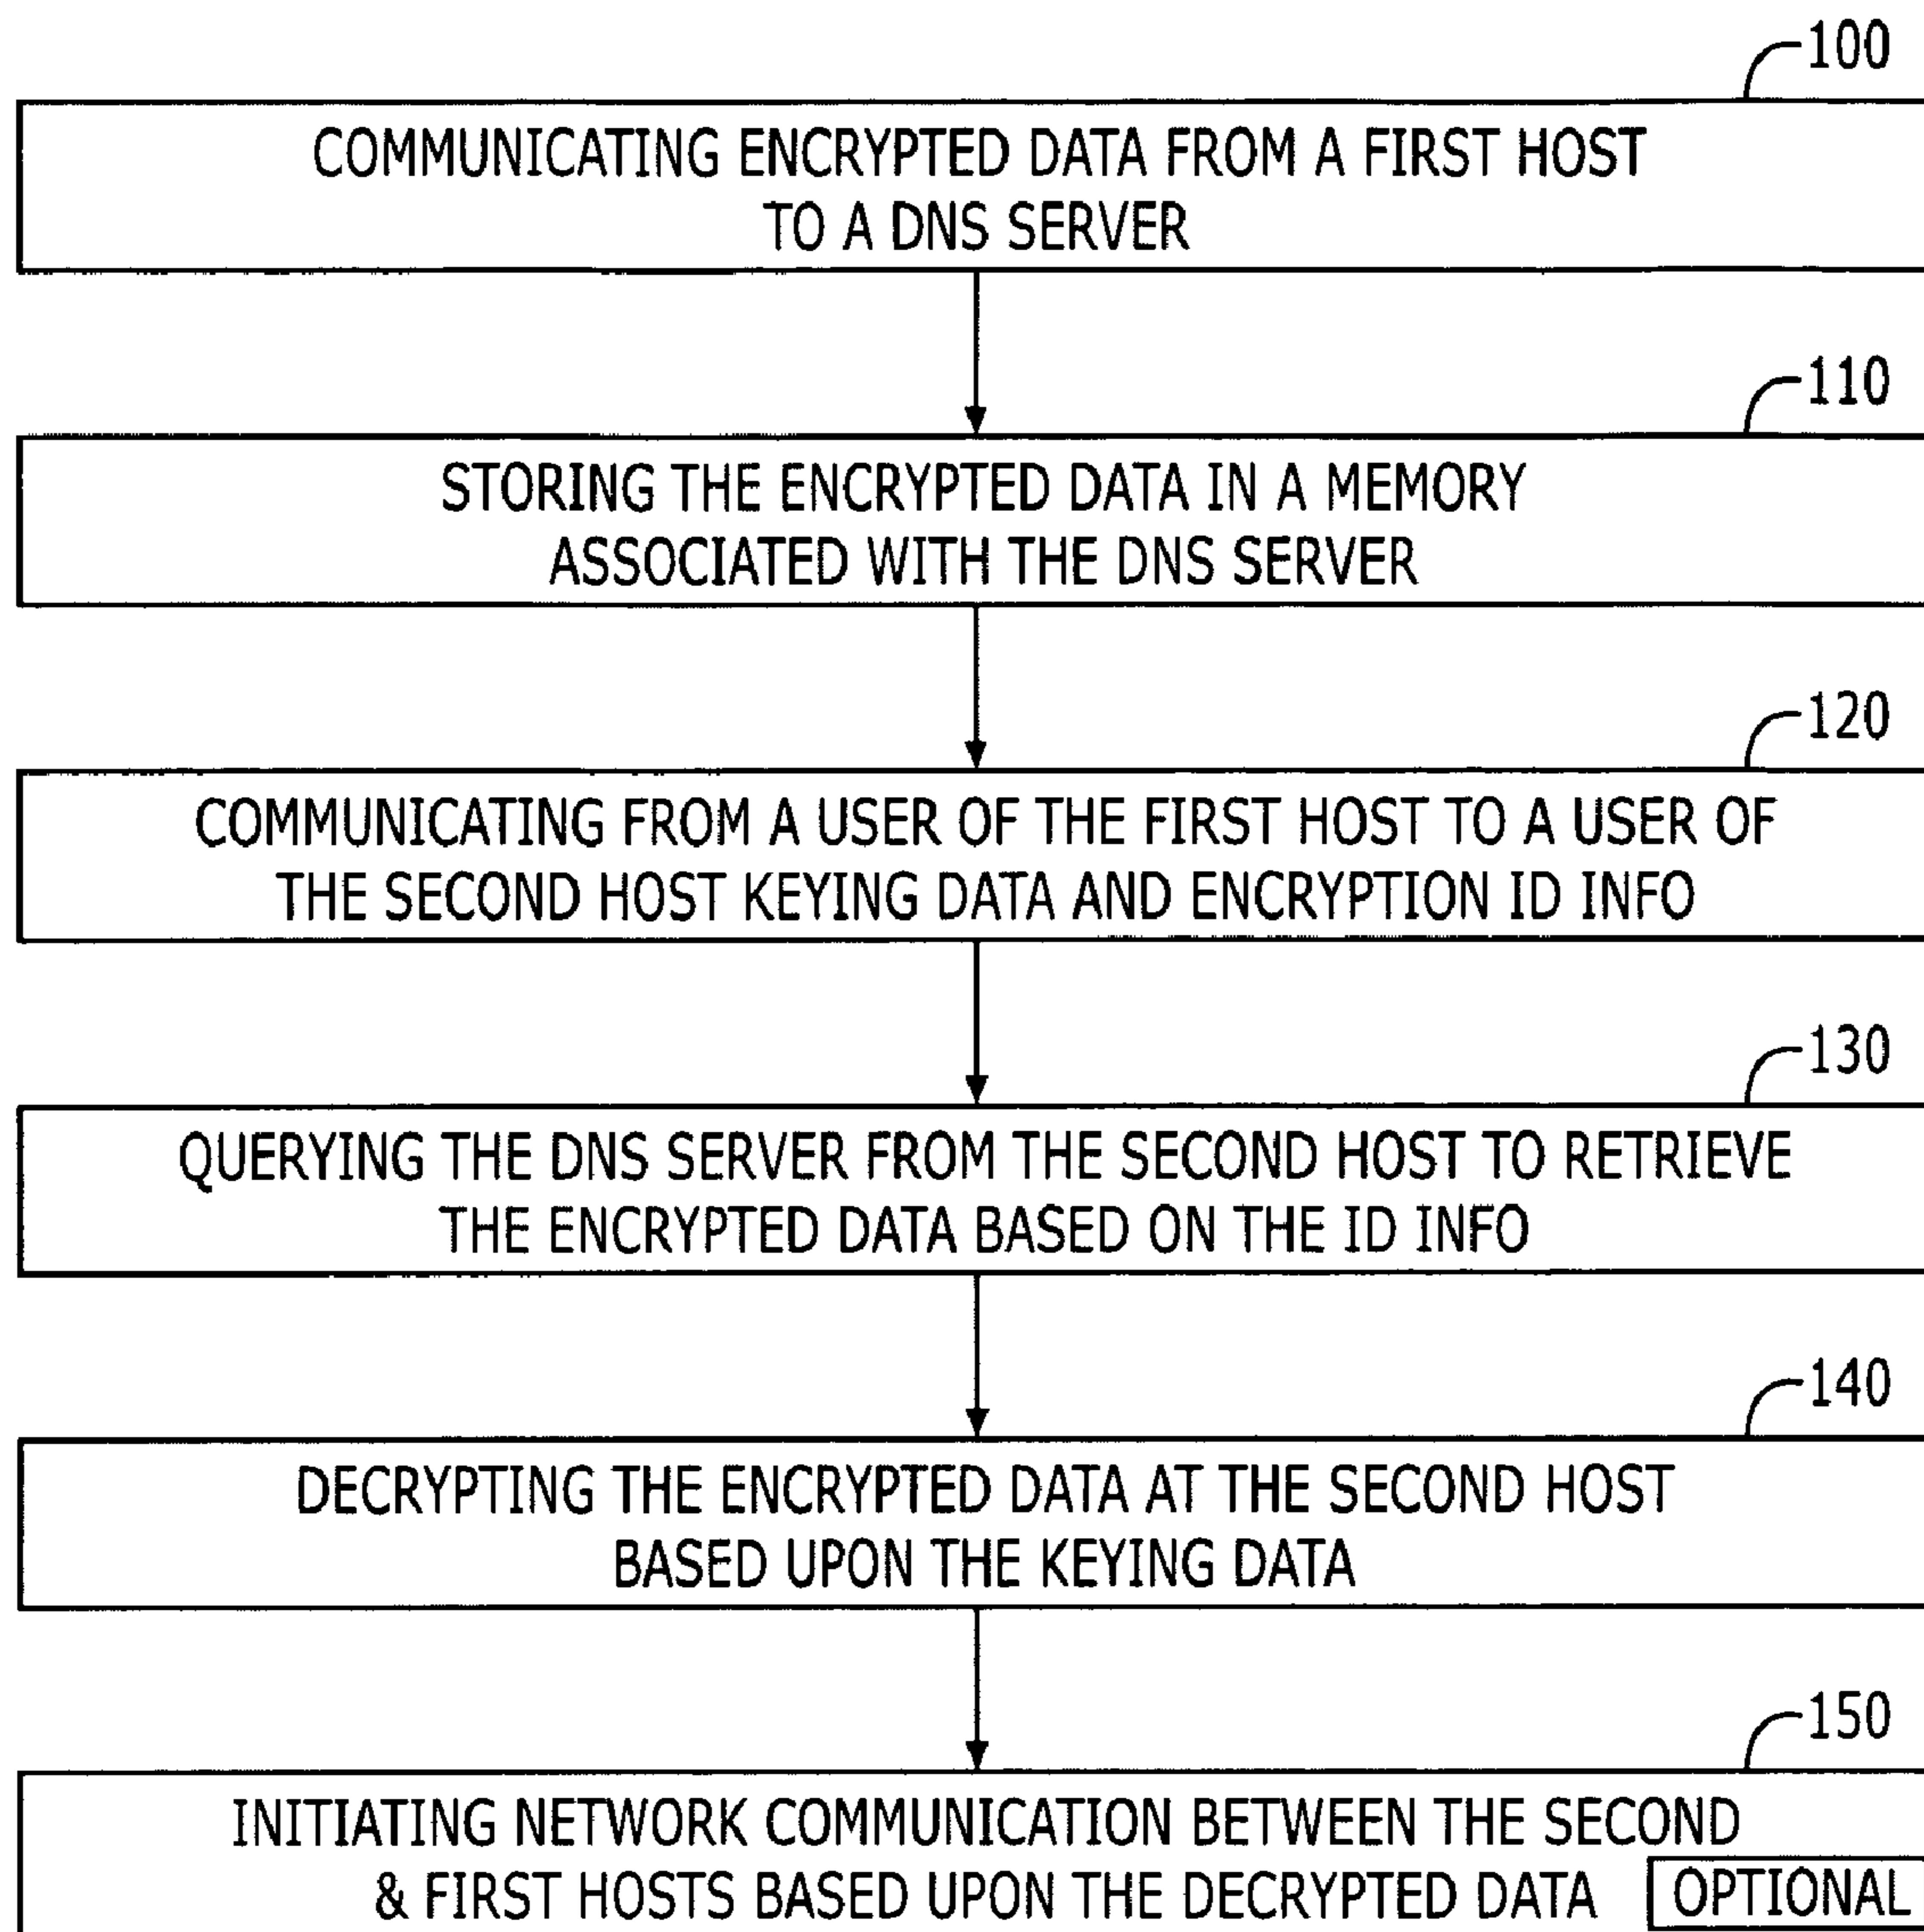 100
COMMUNICATING ENCRYPTED DATA FROM A FIRST HOST
TO A DNS SERVER
110
STORING THE ENCRYPTED DATA IN A MEMORY
ASSOCIATED WITH THE DNS SERVER
120
COMMUNICATING FROM A USER OF THE FIRST HOST TO A USER OF
THE SECOND HOST KEYING DATA AND ENCRYPTION ID INFO
130
QUERYING THE DNS SERVER FROM THE SECOND HOST TO RETRIEVE
THE ENCRYPTED DATA BASED ON THE ID INFO
140
DECRYPTING THE ENCRYPTED DATA AT THE SECOND HOST
BASED UPON THE KEYING DATA
150
INITIATING NETWORK COMMUNICATION BETWEEN THE SECOND
& FIRST HOSTS BASED UPON THE DECRYPTED DATA OPTIONAL